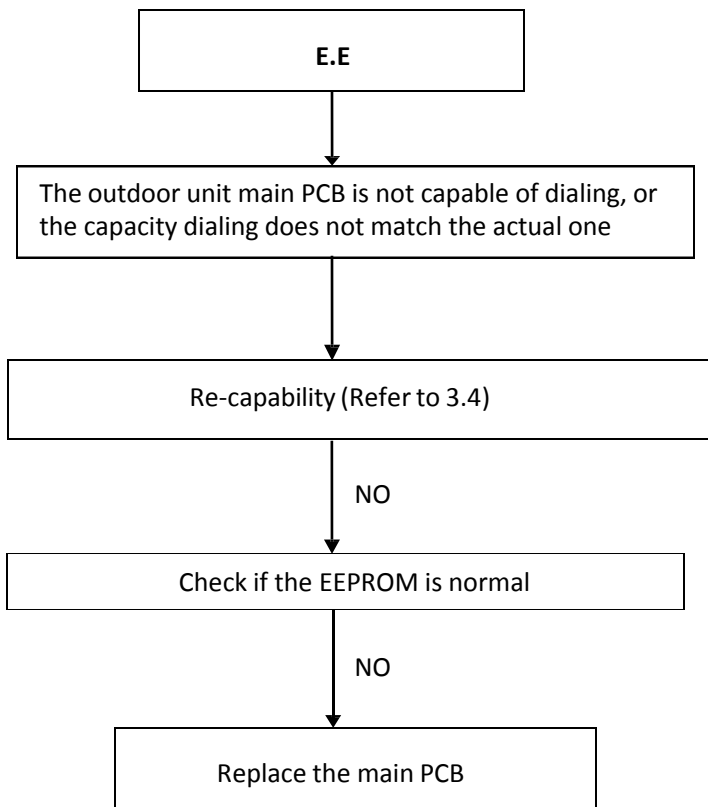 E.E
The outdoor unit main PCB is not capable of dialing, or
the capacity dialing does not match the actual one
Re-capability (Refer to 3.4)
NO
Check if the EEPROM is normal
NO
Replace the main PCB